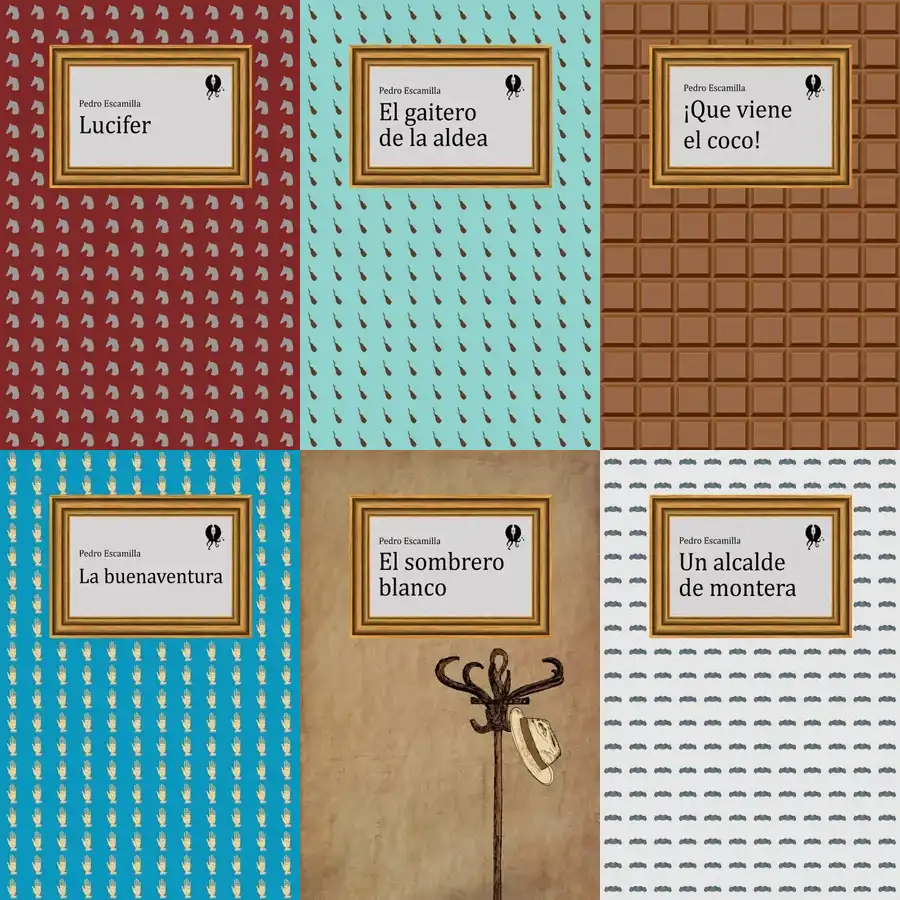 Pedro Escamilla
Lucifer
Pedro Escamilla
El gaitero
de la aldea
Pedro Escamilla
¡Que viene
el coco!
Pedro Escamilla
La buenaventura
Pedro Escamilla
El sombrero
blanco
Pedro Escamilla
Un alcalde
de montera